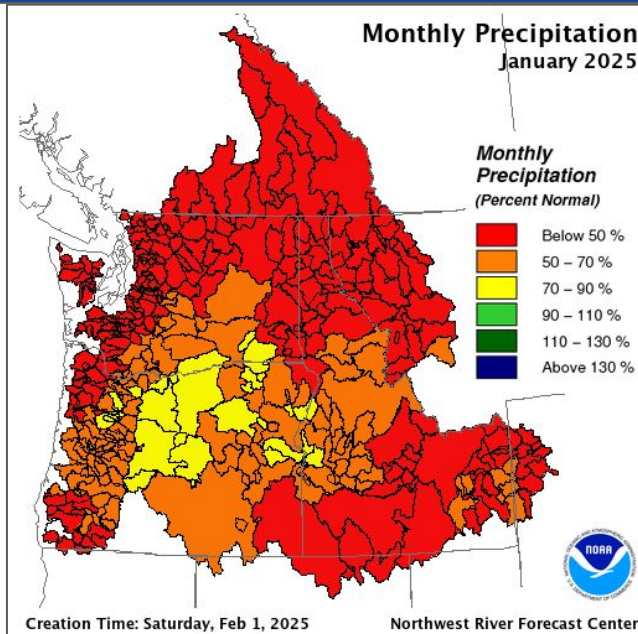 Monthly Precipitation
January 2025
Monthly
Precipitation
(Percent Normal)
Below 50 %
50 – 70 %
70 – 90 %
90 – 110 %
110 – 130 %
Above 130 %
NOAA
Creation Time: Saturday, Feb 1, 2025
Northwest River Forecast Center